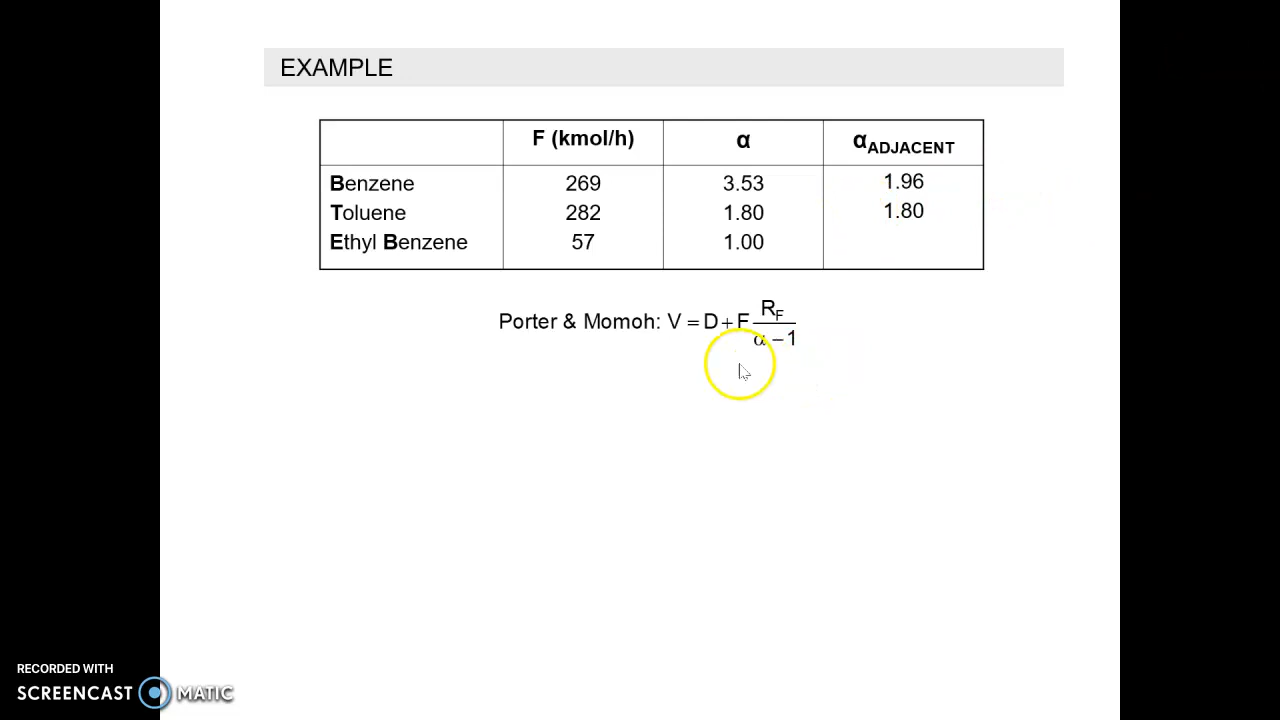 EXAMPLE
F (kmol/h) α αADJACENT
Benzene 269 3.53 1.96
Toluene 282 1.80 1.80
Ethyl Benzene 57 1.00
Porter & Momoh: V = D + F RF / α − 1
RECORDED WITH
SCREENCAST MATIC